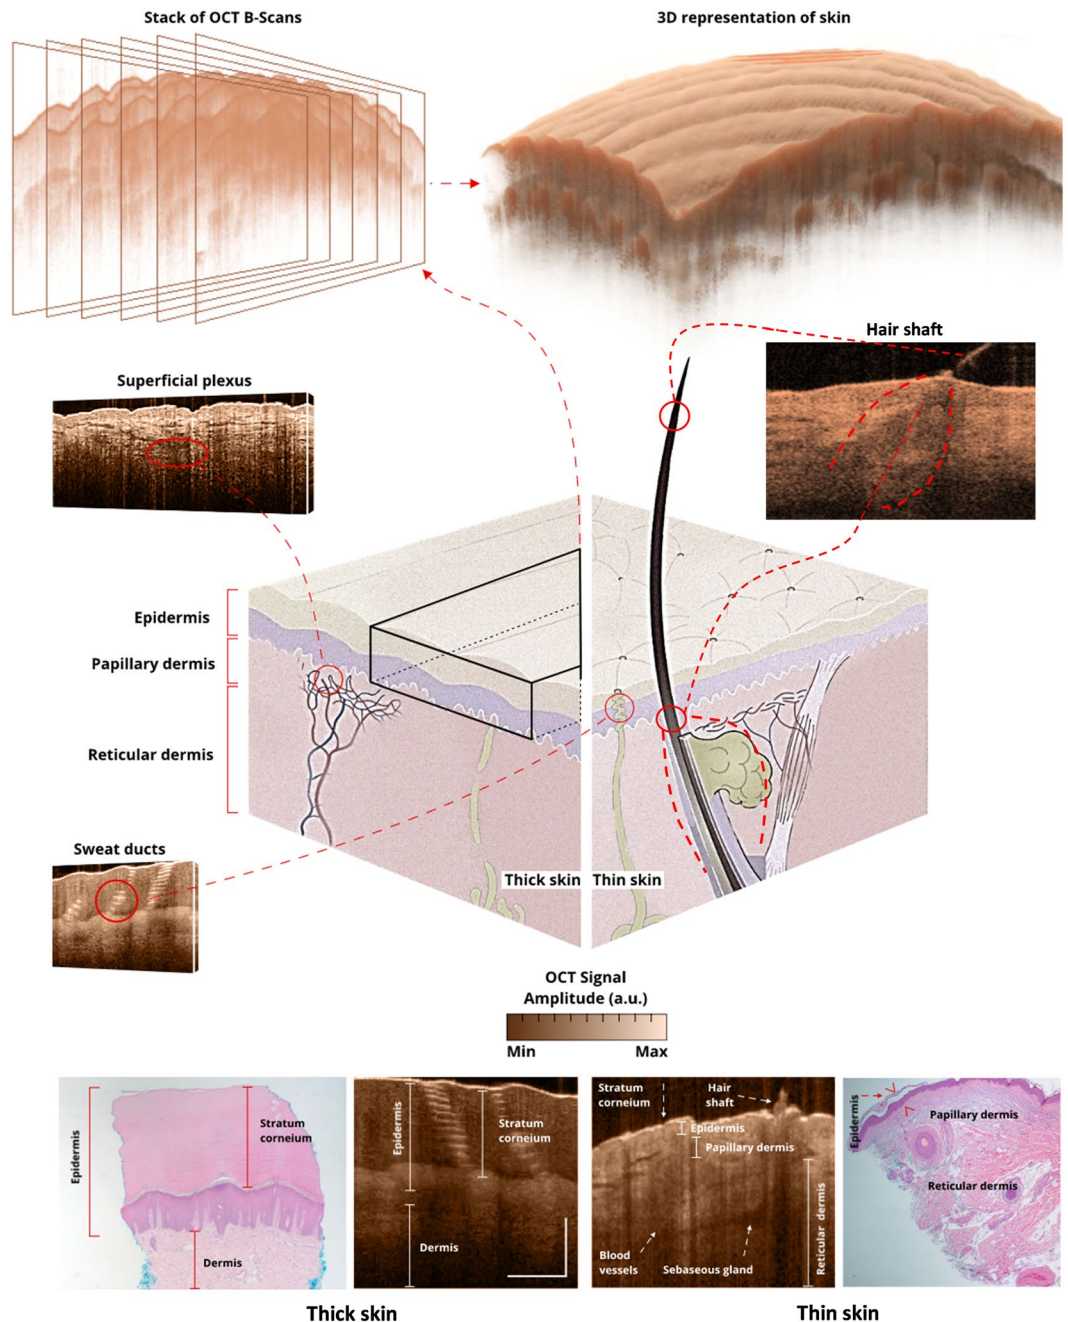 Stack of OCT B-Scans
3D representation of skin
Hair shaft
Superficial plexus
Epidermis
Papillary dermis
Reticular dermis
Sweat ducts
Thick skin
Thin skin
OCT Signal
Amplitude (a.u.)
Min
Max
Epidermis
Stratum
corneium
Dermis
Epidermis
Stratum
corneium
Dermis
Stratum
corneium
Hair
shaft
Epidermis
Papillary dermis
Reticular dermis
Blood
vessels
Sebaseous gland
Epidermis
Papillary dermis
Reticular dermis
Thick skin
Thin skin